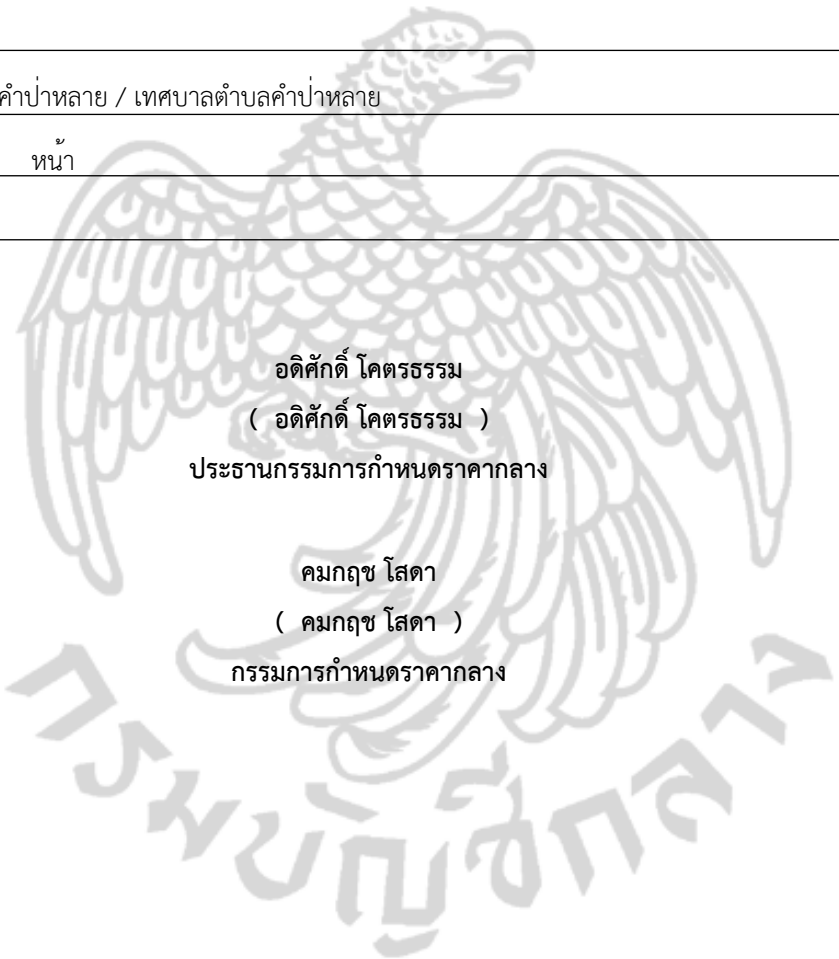 คำป่าหลาย / เทศบาลตำบลคำป่าหลาย
หน้า
อดิศักดิ์ โคตรธรรม
( อดิศักดิ์ โคตรธรรม )
ประธานกรรมการกำหนดราคากลาง
คมกฤช โสดา
( คมกฤช โสดา )
กรรมการกำหนดราคากลาง
กรมบัญชีกลาง